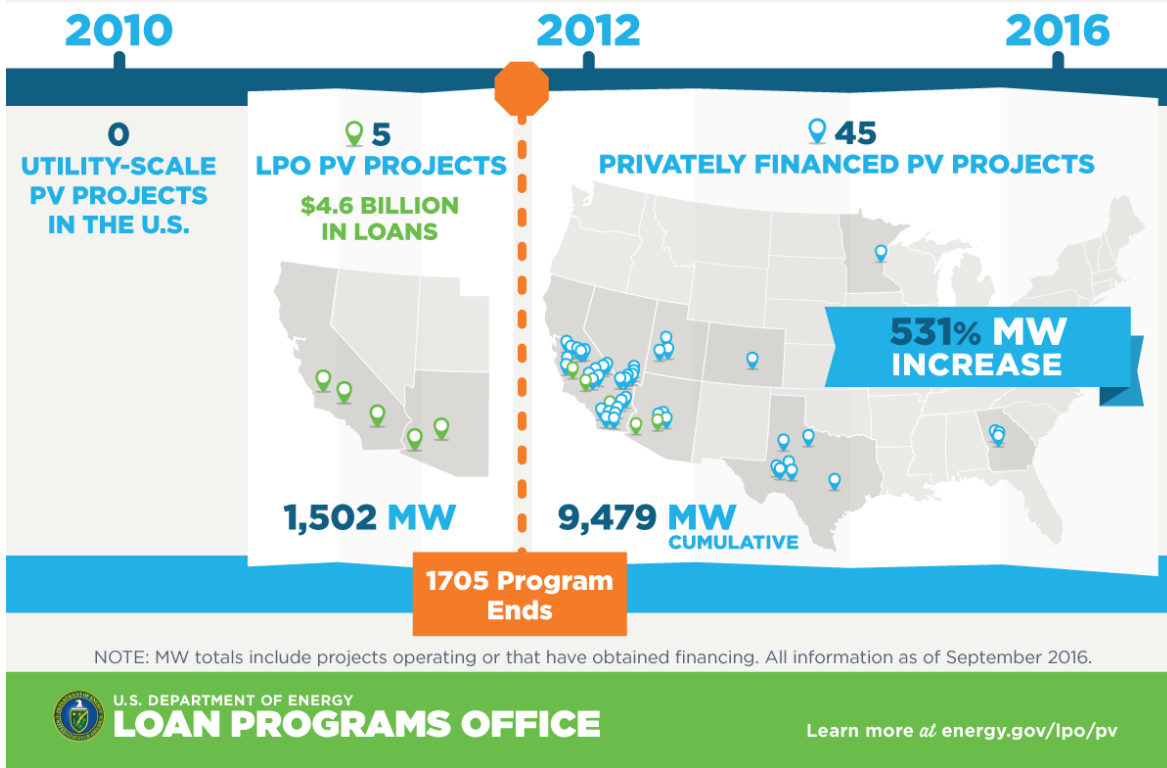 2010
2012
2016
0
UTILITY-SCALE
PV PROJECTS
IN THE U.S.
5
LPO PV PROJECTS
$4.6 BILLION
IN LOANS
1,502 MW
45
PRIVATELY FINANCED PV PROJECTS
531% MW
INCREASE
9,479 MW
CUMULATIVE
1705 Program
Ends
NOTE: MW totals include projects operating or that have obtained financing. All information as of September 2016.
U.S. DEPARTMENT OF ENERGY
LOAN PROGRAMS OFFICE
Learn more at energy.gov/lpo/pv